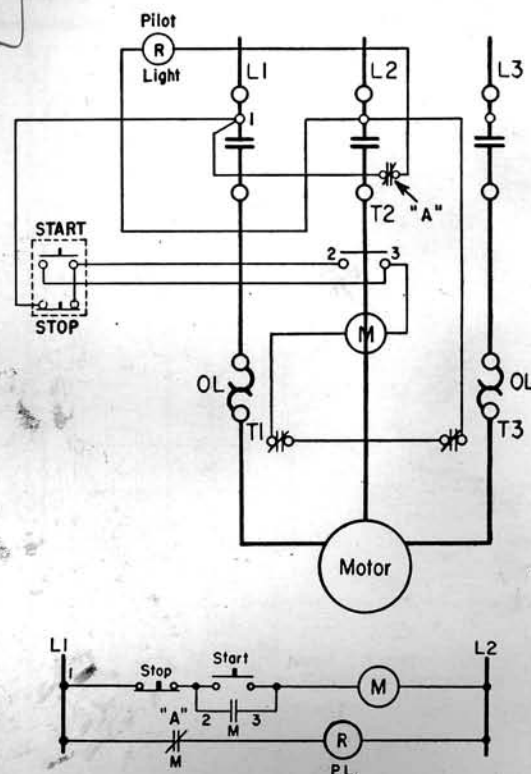 Pilot
R
Light
L1
L2
L3
1
"A"
T2
START
2
3
STOP
M
OL
OL
T1
T3
Motor
L1
L2
1
Stop
Start
M
"A"
2
M
3
M
R
P.L.